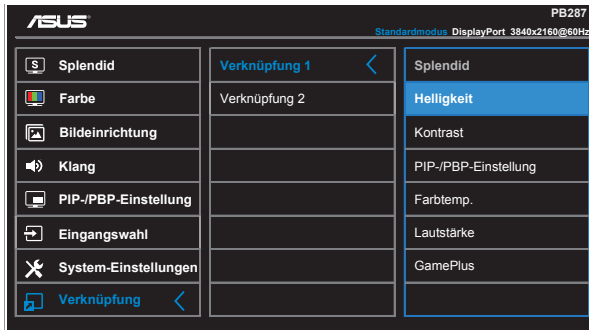 ASUS
PB287
Standardmodus DisplayPort 3840x2160@60Hz
S Splendid
Farbe
Bildeinrichtung
Klang
PIP-/PBP-Einstellung
Eingangswahl
System-Einstellungen
Verknüpfung
Verknüpfung 1
Verknüpfung 2
Splendid
Helligkeit
Kontrast
PIP-/PBP-Einstellung
Farbtemp.
Lautstärke
GamePlus